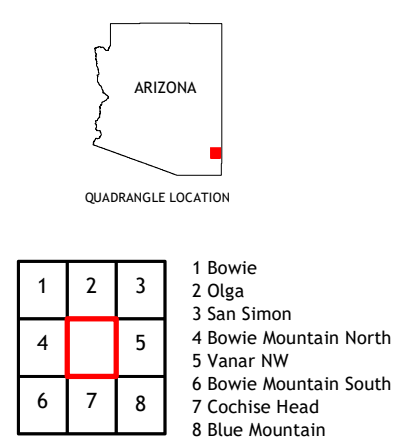 ARIZONA
QUADRANGLE LOCATION
1 2 3
4 5
6 7 8
1 Bowie
2 Olga
3 San Simon
4 Bowie Mountain North
5 Vanar NW
6 Bowie Mountain South
7 Cochise Head
8 Blue Mountain